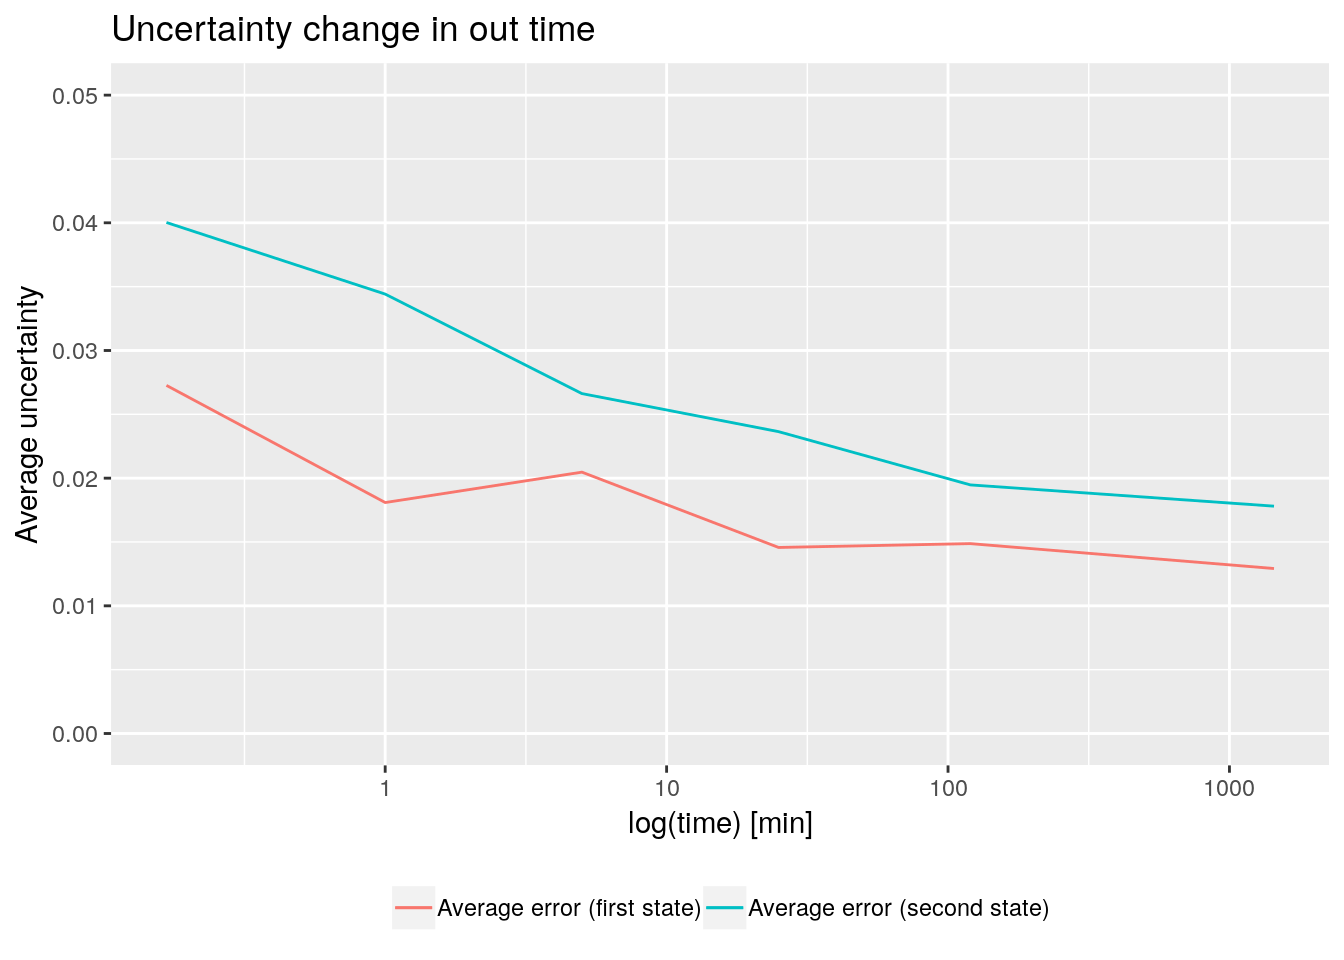 Uncertainty change in out time
0.05
0.04
0.03
0.02
0.01
0.00
Average uncertainty
1 10 100 1000
log(time) [min]
Average error (first state) Average error (second state)